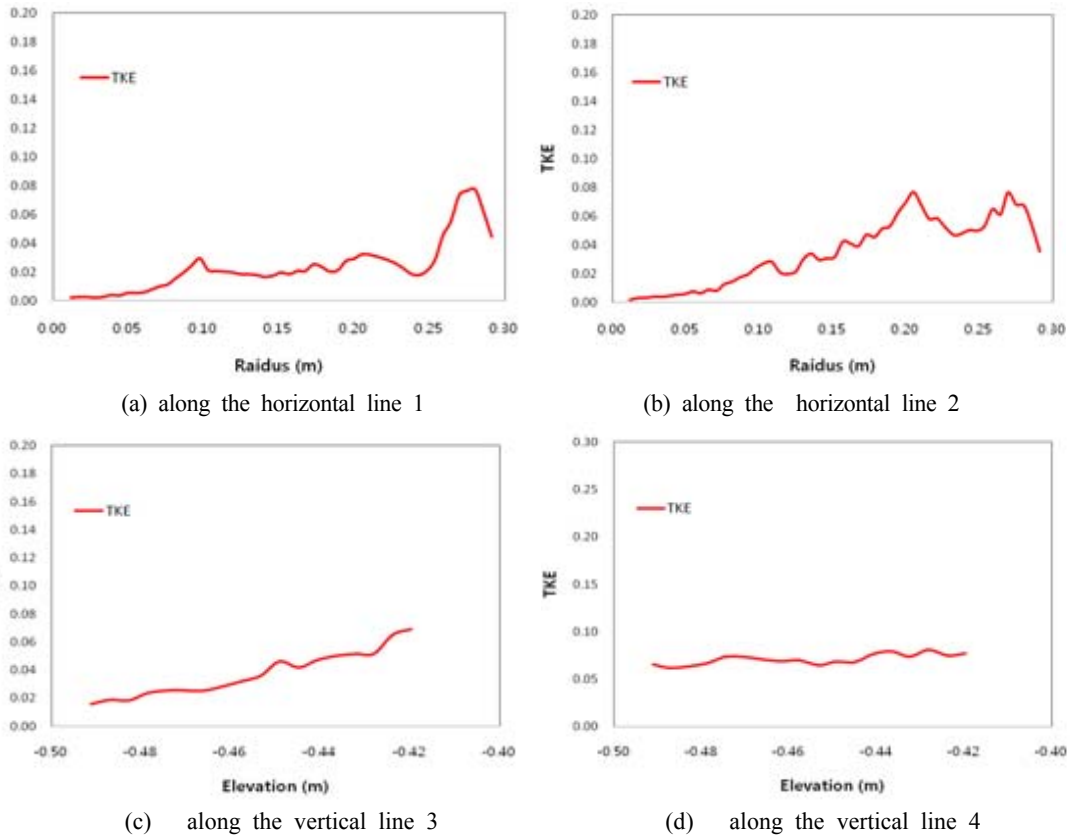 0.20
0.18
0.16
0.14
0.12
0.10
0.08
0.06
0.04
0.02
0.00
TKE
0.00 0.05 0.10 0.15 0.20 0.25 0.30
Raidus (m)
(a) along the horizontal line 1
TKE
0.20
0.18
0.16
0.14
0.12
0.10
0.08
0.06
0.04
0.02
0.00
TKE
0.00 0.05 0.10 0.15 0.20 0.25 0.30
Raidus (m)
(b) along the horizontal line 2
0.20
0.18
0.16
0.14
0.12
0.10
0.08
0.06
0.04
0.02
0.00
TKE
-0.50 -0.48 -0.46 -0.44 -0.42 -0.40
Elevation (m)
(c) along the vertical line 3
TKE
0.30
0.25
0.20
0.15
0.10
0.05
0.00
TKE
-0.50 -0.48 -0.46 -0.44 -0.42 -0.40
Elevation (m)
(d) along the vertical line 4